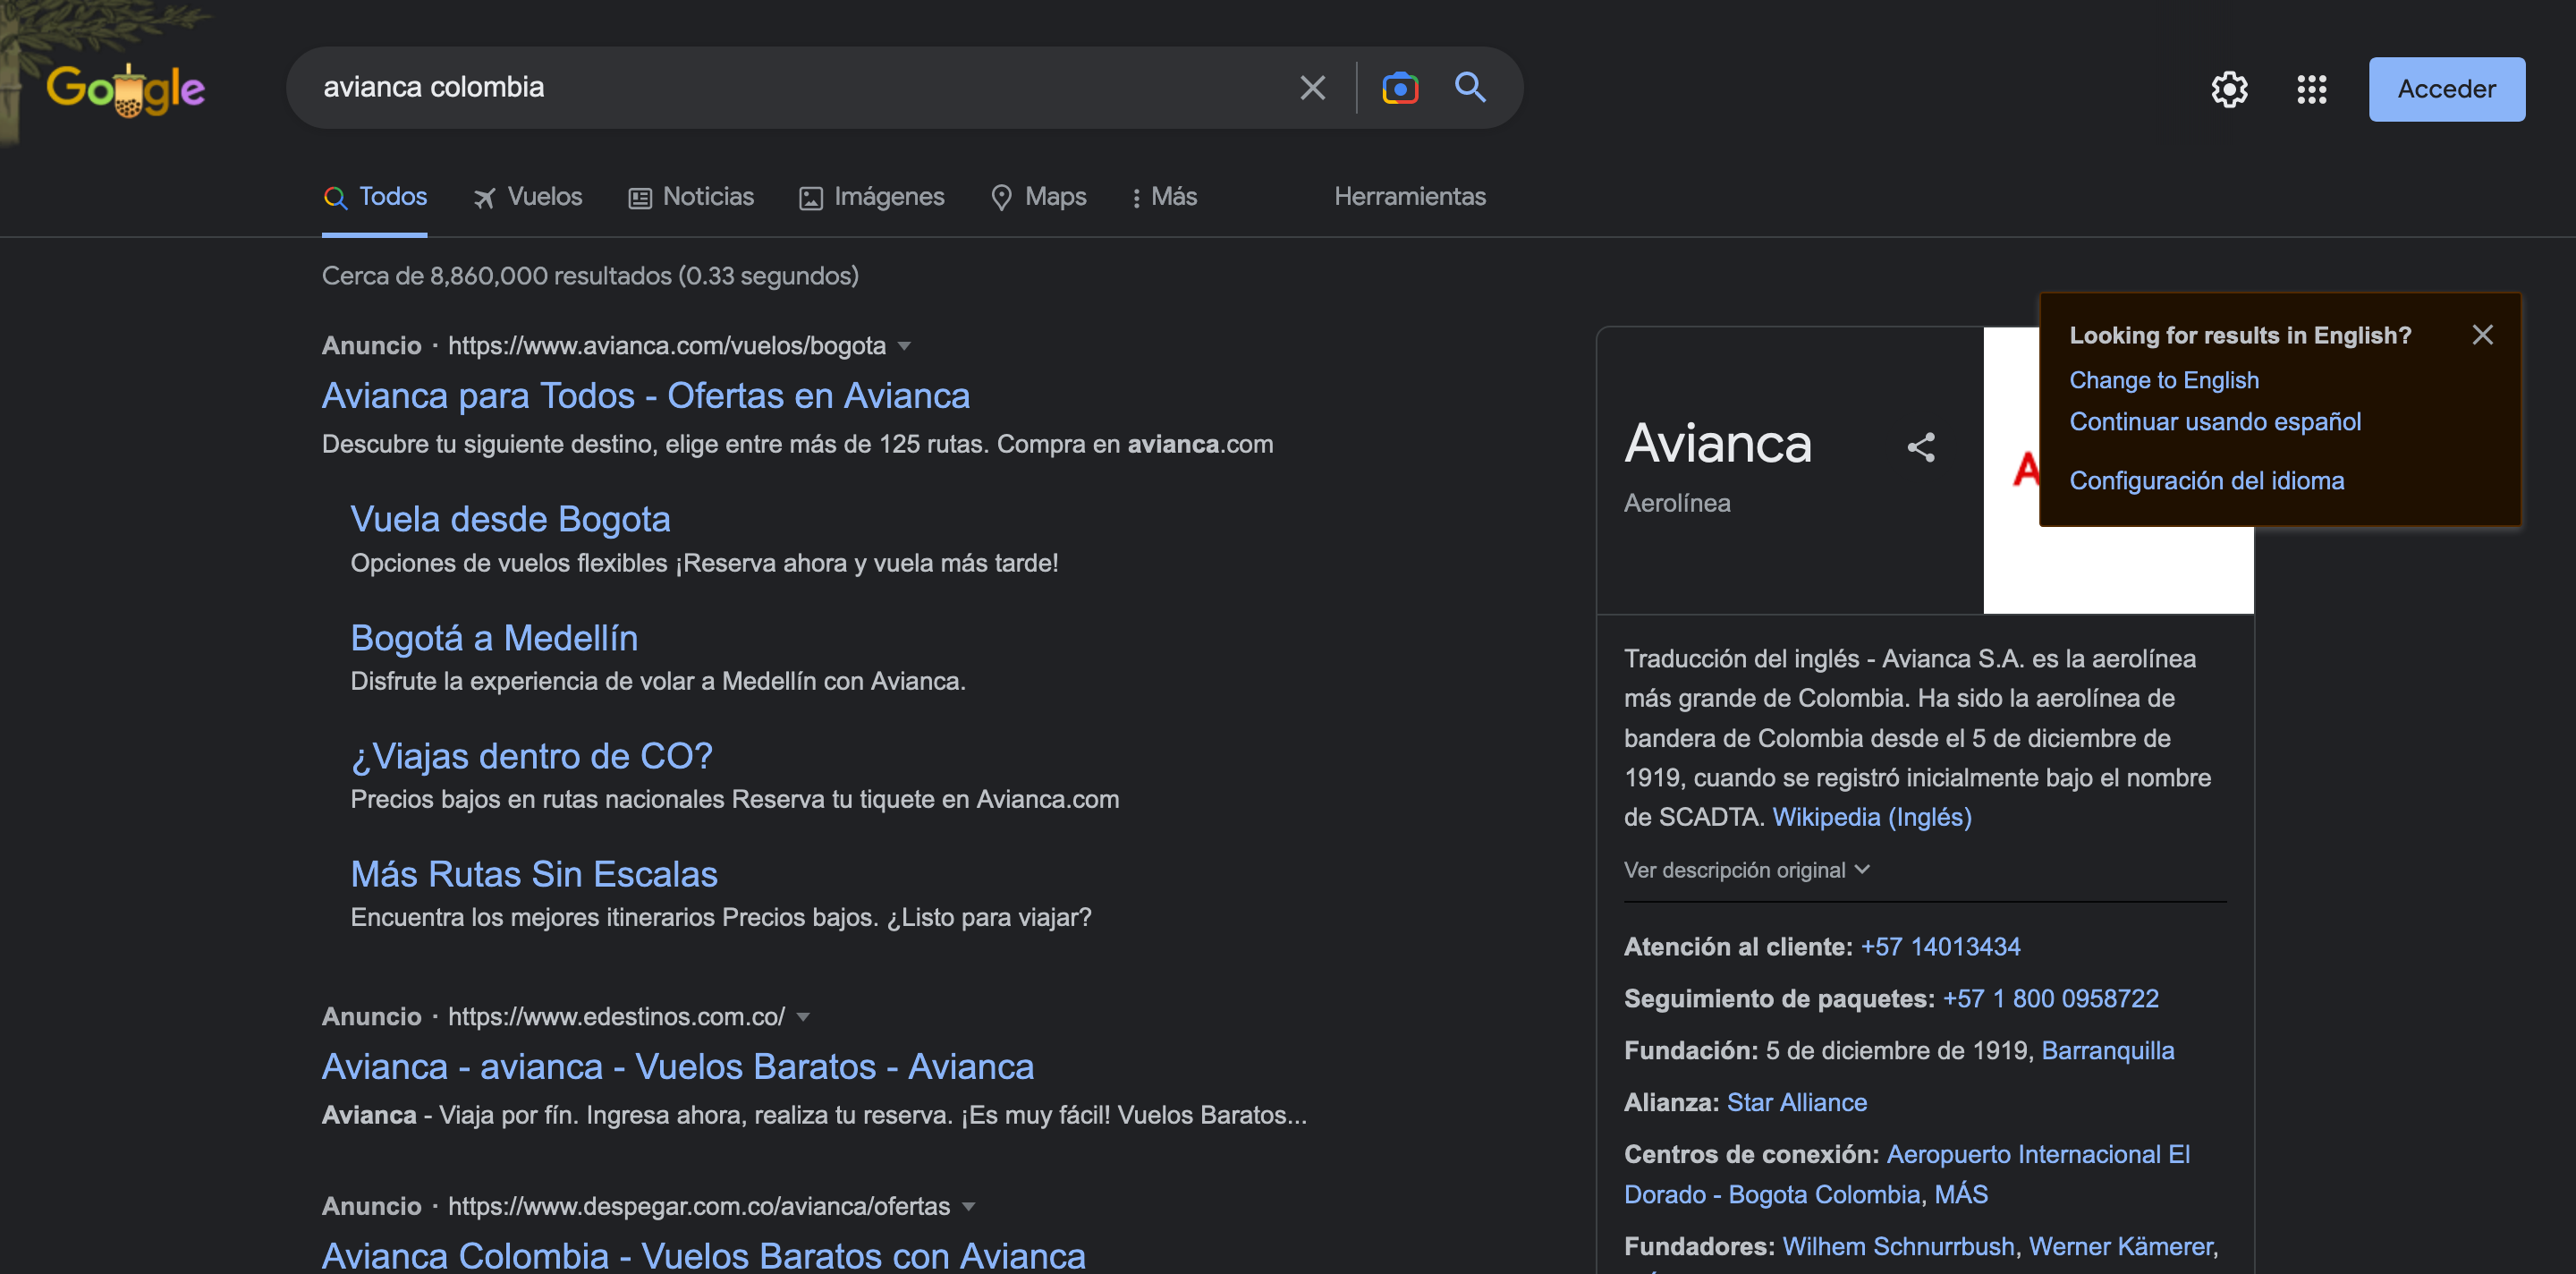 Google
avianca colombia
Acceder
Todos
Vuelos
Noticias
Imágenes
Maps
Más
Herramientas
Cerca de 8,860,000 resultados (0.33 segundos)
Anuncio · https://www.avianca.com/vuelos/bogota
Avianca para Todos - Ofertas en Avianca
Descubre tu siguiente destino, elige entre más de 125 rutas. Compra en avianca.com
Vuela desde Bogota
Opciones de vuelos flexibles ¡Reserva ahora y vuela más tarde!
Bogotá a Medellín
Disfrute la experiencia de volar a Medellín con Avianca.
¿Viajas dentro de CO?
Precios bajos en rutas nacionales Reserva tu tiquete en Avianca.com
Más Rutas Sin Escalas
Encuentra los mejores itinerarios Precios bajos. ¿Listo para viajar?
Anuncio · https://www.edestinos.com.co/
Avianca - avianca - Vuelos Baratos - Avianca
Avianca - Viaja por fín. Ingresa ahora, realiza tu reserva. ¡Es muy fácil! Vuelos Baratos...
Anuncio · https://www.despegar.com.co/avianca/ofertas
Avianca Colombia - Vuelos Baratos con Avianca
Looking for results in English?
Change to English
Continuar usando español
Configuración del idioma
Avianca
Aerolínea
A
Traducción del inglés - Avianca S.A. es la aerolínea
más grande de Colombia. Ha sido la aerolínea de
bandera de Colombia desde el 5 de diciembre de
1919, cuando se registró inicialmente bajo el nombre
de SCADTA. Wikipedia (Inglés)
Ver descripción original
Atención al cliente: +57 14013434
Seguimiento de paquetes: +57 1 800 0958722
Fundación: 5 de diciembre de 1919, Barranquilla
Alianza: Star Alliance
Centros de conexión: Aeropuerto Internacional El
Dorado - Bogota Colombia, MÁS
Fundadores: Wilhem Schnurrbush, Werner Kämerer,